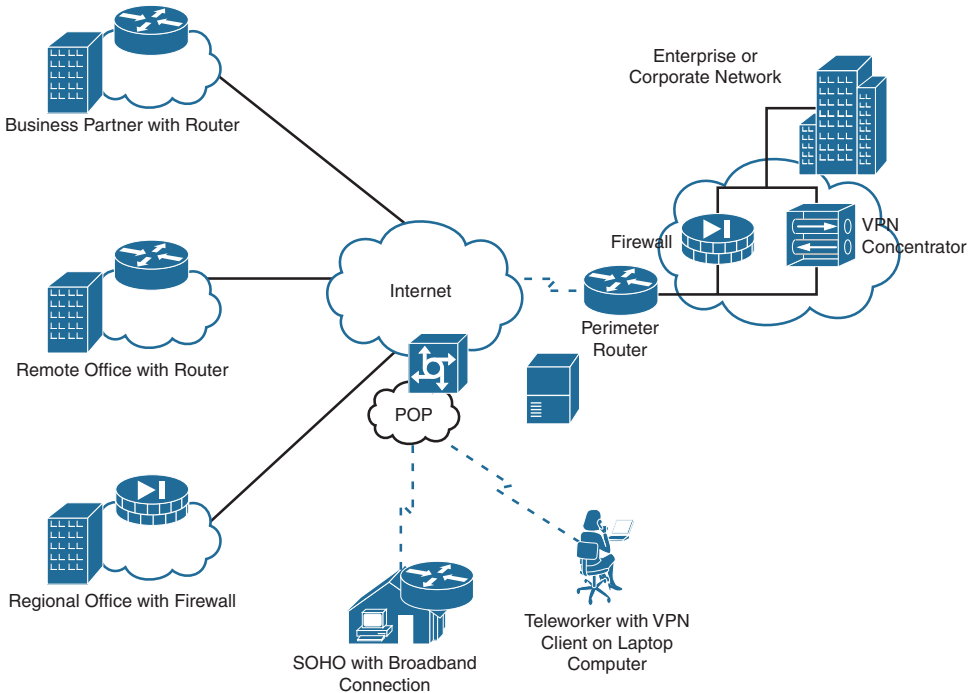 Enterprise or
Corporate Network
Business Partner with Router
Firewall
VPN
Concentrator
Internet
Perimeter
Router
Remote Office with Router
POP
Regional Office with Firewall
SOHO with Broadband
Connection
Teleworker with VPN
Client on Laptop
Computer